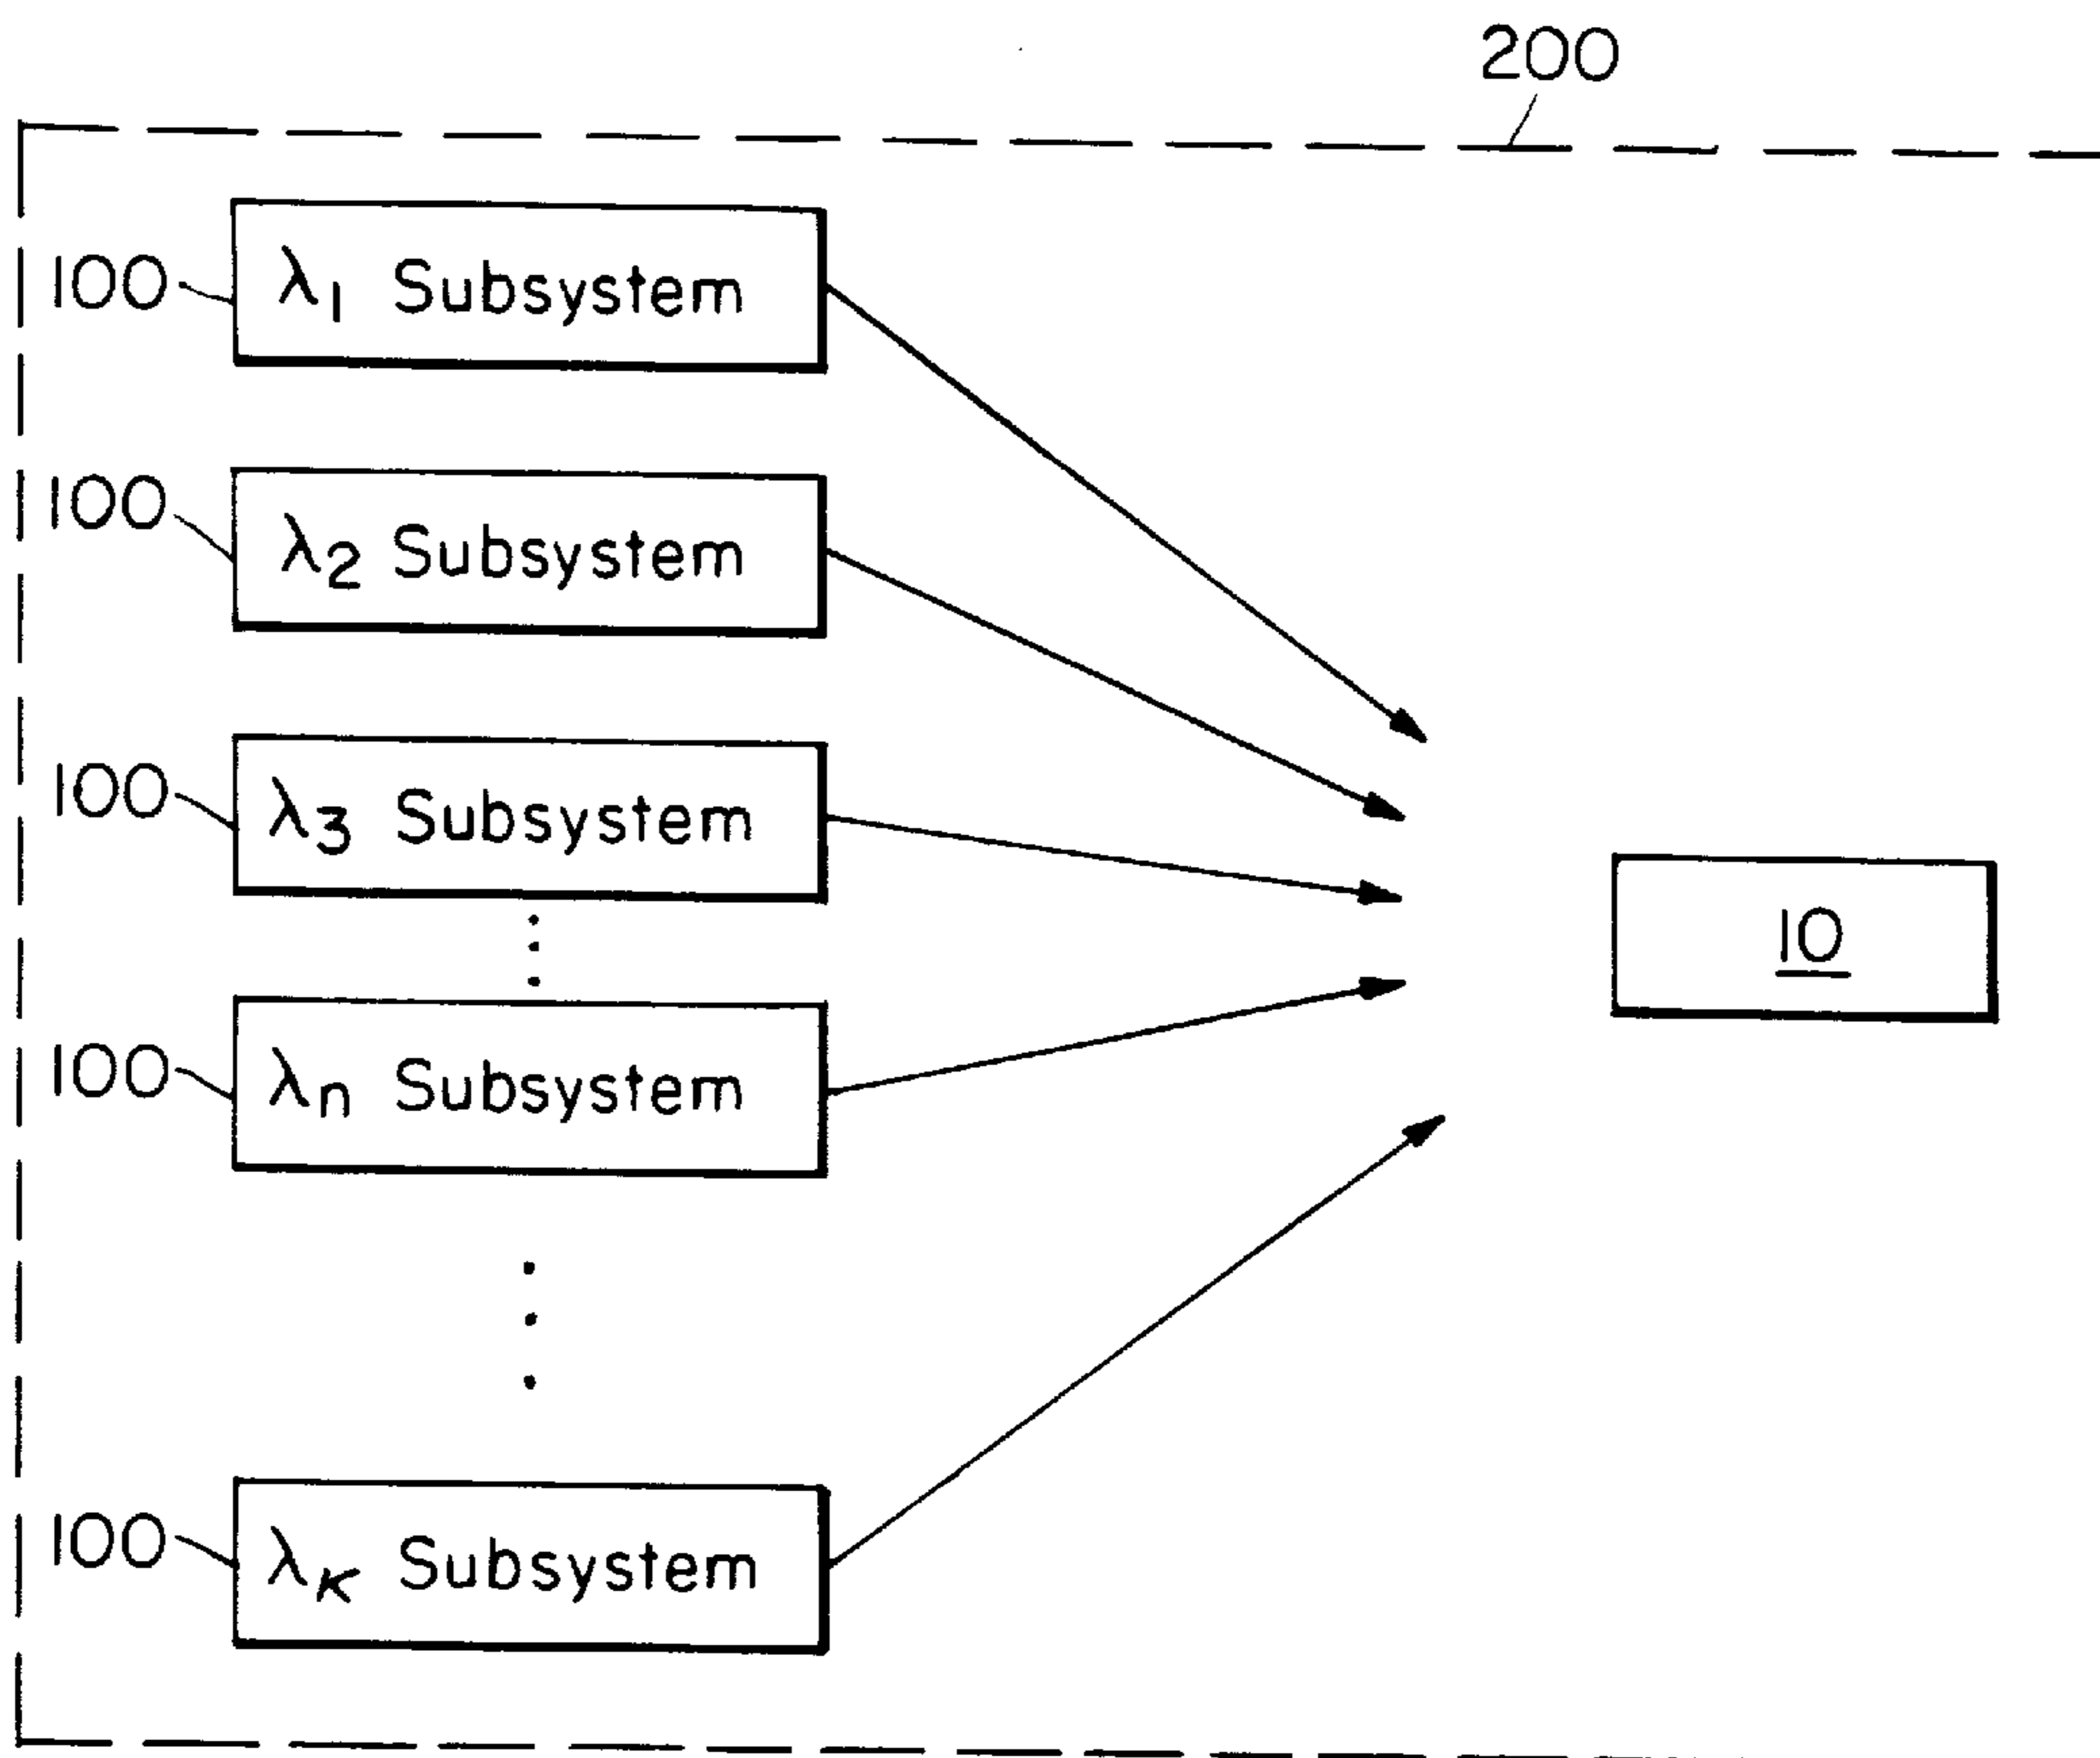 200
100 λ1 Subsystem
100 λ2 Subsystem
100 λ3 Subsystem
10
100 λn Subsystem
100 λK Subsystem